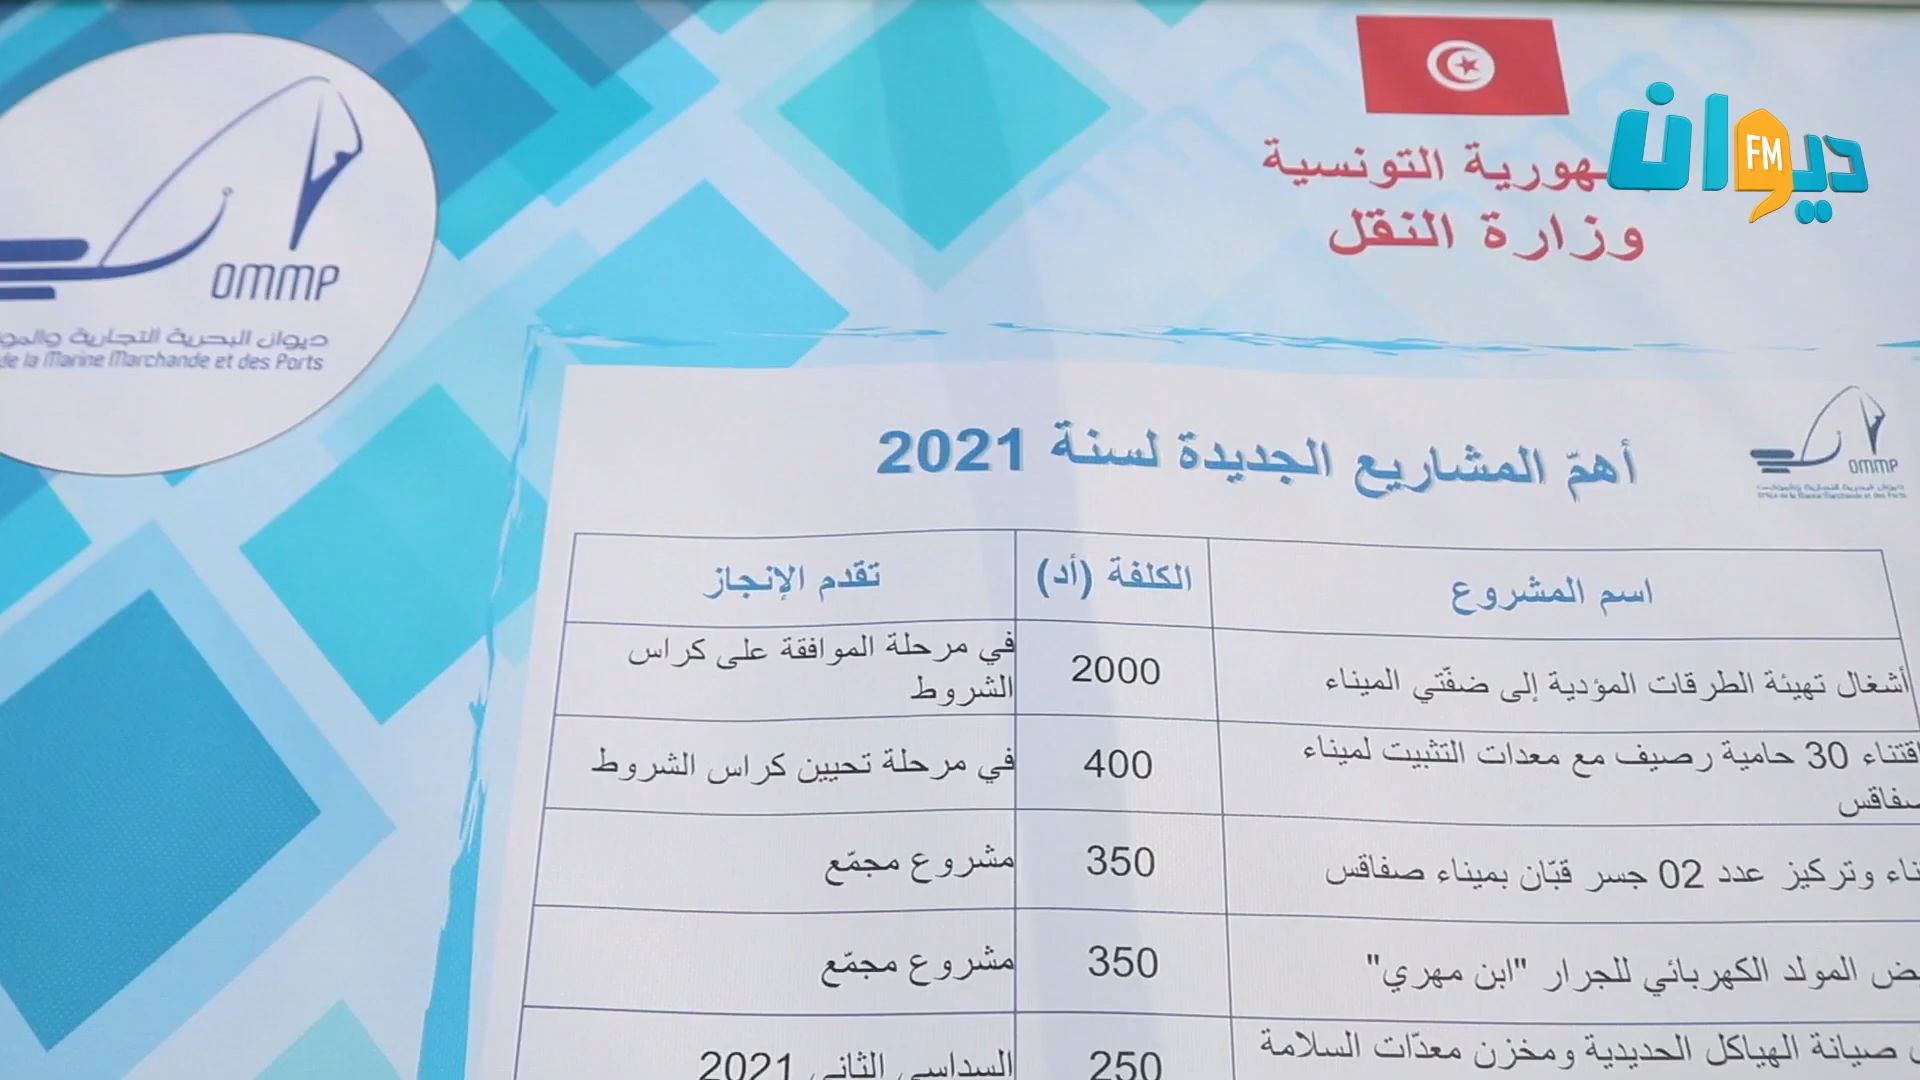 ديوان FM
الجمهورية التونسية
وزارة النقل
OMMP
ديوان البحرية التجارية
de la Marine Marchande et des Ports
أهمّ المشاريع الجديدة لسنة 2021
OMMP
اسم المشروع الكلفة (أد) تقدم الإنجاز
أشغال تهيئة الطرقات المؤدية إلى ضفّتي الميناء 2000 في مرحلة الموافقة على كراس
الشروط
اقتناء 30 حامية رصيف مع معدات التثبيت لميناء 400 في مرحلة تحيين كراس الشروط
صفاقس
وتركيز عدد 02 جسر قبّان بميناء صفاقس 350 مشروع مجمّع
المولد الكهربائي للجرار "ابن مهري" 350 مشروع مجمّع
صيانة الهياكل الحديدية ومخزن معدّات السلامة 250 السداسي الثاني 2021